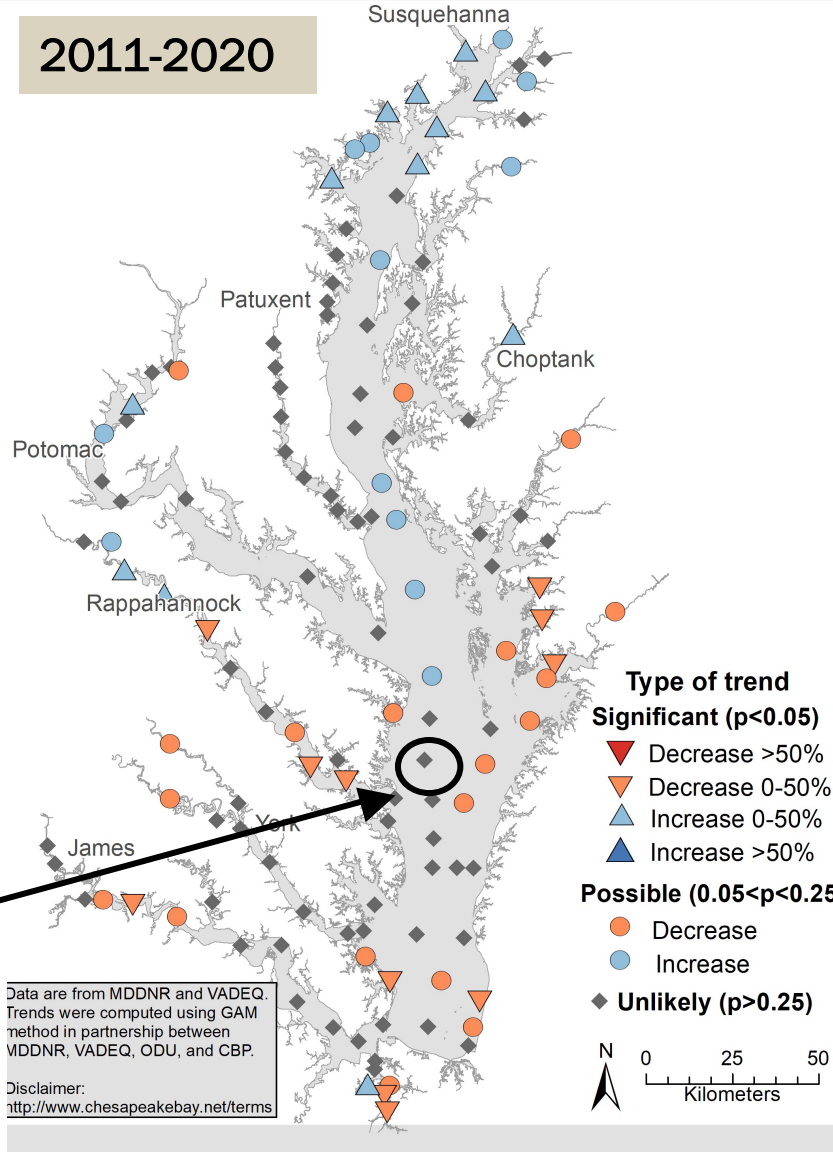 Susquehanna
2011-2020
Patuxent
Choptank
Potomac
Rappahannock
Type of trend
Significant (p<0.05)
Decrease >50%
Decrease 0-50%
Increase 0-50%
Increase >50%
York
James
Possible (0.05<p<0.25
Decrease
Increase
Unlikely (p>0.25)
Data are from MDDNR and VADEQ.
Trends were computed using GAM
method in partnership between
MDDNR, VADEQ, ODU, and CBP.
Disclaimer:
http://www.chesapeakebay.net/terms
N
0 25 50
Kilometers